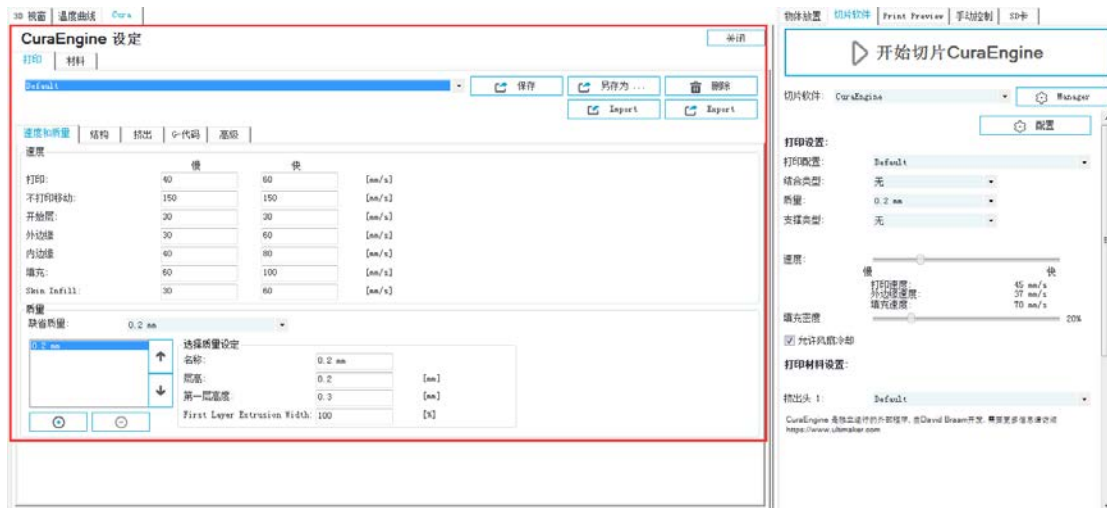 3D 视窗 温度曲线 Cura
物体放置 切片软件 Print Preview 手动控制 SD卡
CuraEngine 设定 关闭
打印 材料
Default 保存 另存为 ... 删除
Import Export
速度和质量 结构 挤出 G-代码 高级
速度
慢 快
打印: 40 60 [mm/s]
不打印移动: 150 150 [mm/s]
开始层: 30 30 [mm/s]
外边缘 30 60 [mm/s]
内边缘 40 80 [mm/s]
填充: 60 100 [mm/s]
Skin Infill: 30 60 [mm/s]
质量
缺省质量: 0.2 mm
0.2 mm
选择质量设定
名称: 0.2 mm
层高: 0.2 [mm]
第一层高度: 0.3 [mm]
First Layer Extrusion Width: 100 [%]
开始切片CuraEngine
切片软件: CuraEngine Manager
配置
打印设置:
打印配置: Default
结合类型: 无
质量: 0.2 mm
支撑类型: 无
速度:
慢 快
打印速度: 45 mm/s
外边缘速度: 37 mm/s
填充速度: 70 mm/s
填充密度 20%
允许风扇冷却
打印材料设置:
挤出头 1: Default
CuraEngine 是独立运行的外部程序, 由David Braam开发. 需要更多信息请访问
https://www.ultimaker.com